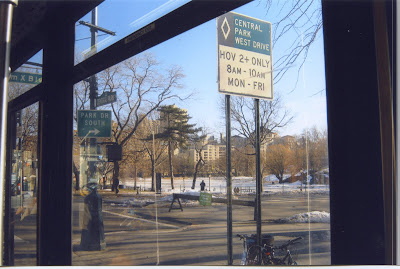 CENTRAL
PARK
WEST DRIVE
HOV 2+ ONLY
8AM - 10AM
MON - FRI
PARK DR
SOUTH